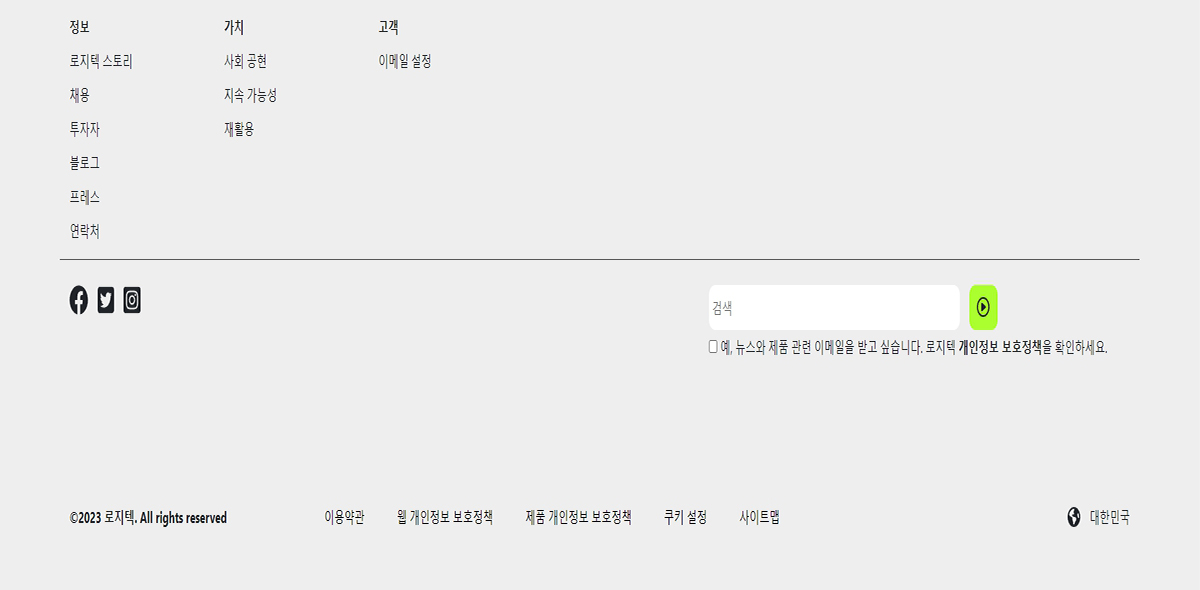 정보
로지텍 스토리
채용
투자자
블로그
프레스
연락처
가치
사회 공현
지속 가능성
재활용
고객
이메일 설정
검색
예, 뉴스와 제품 관련 이메일을 받고 싶습니다. 로지텍 개인정보 보호정책을 확인하세요.
©2023 로지텍. All rights reserved
이용약관
웹 개인정보 보호정책
제품 개인정보 보호정책
쿠키 설정
사이트맵
대한민국